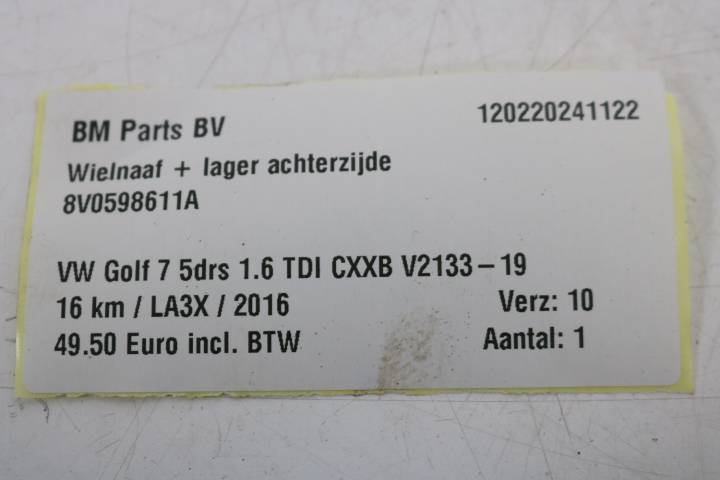 BM Parts BV 120220241122
Wielnaaf + lager achterzijde
8V0598611A
VW Golf 7 5drs 1.6 TDI CXXB V2133-19
16 km / LA3X / 2016 Verz: 10
49.50 Euro incl. BTW Aantal: 1